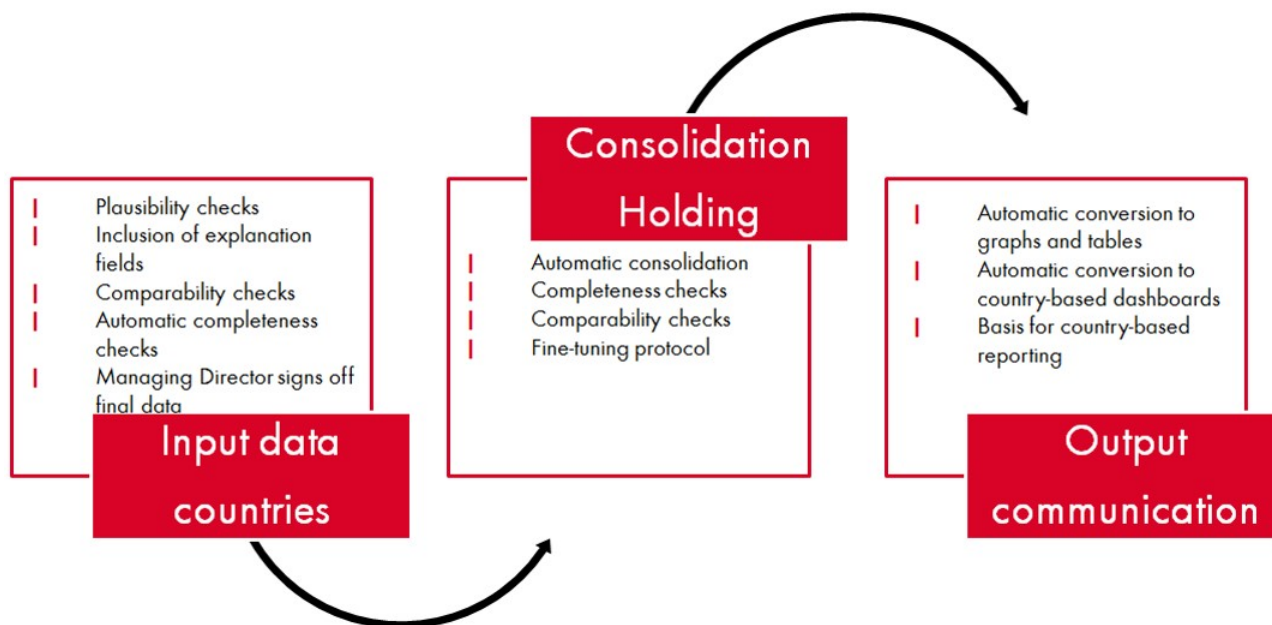 Plausibility checks
Inclusion of explanation
fields
Comparability checks
Automatic completeness
checks
Managing Director signs off
final data
Input data
countries
Consolidation
Holding
Automatic consolidation
Completeness checks
Comparability checks
Fine-tuning protocol
Automatic conversion to
graphs and tables
Automatic conversion to
country-based dashboards
Basis for country-based
reporting
Output
communication